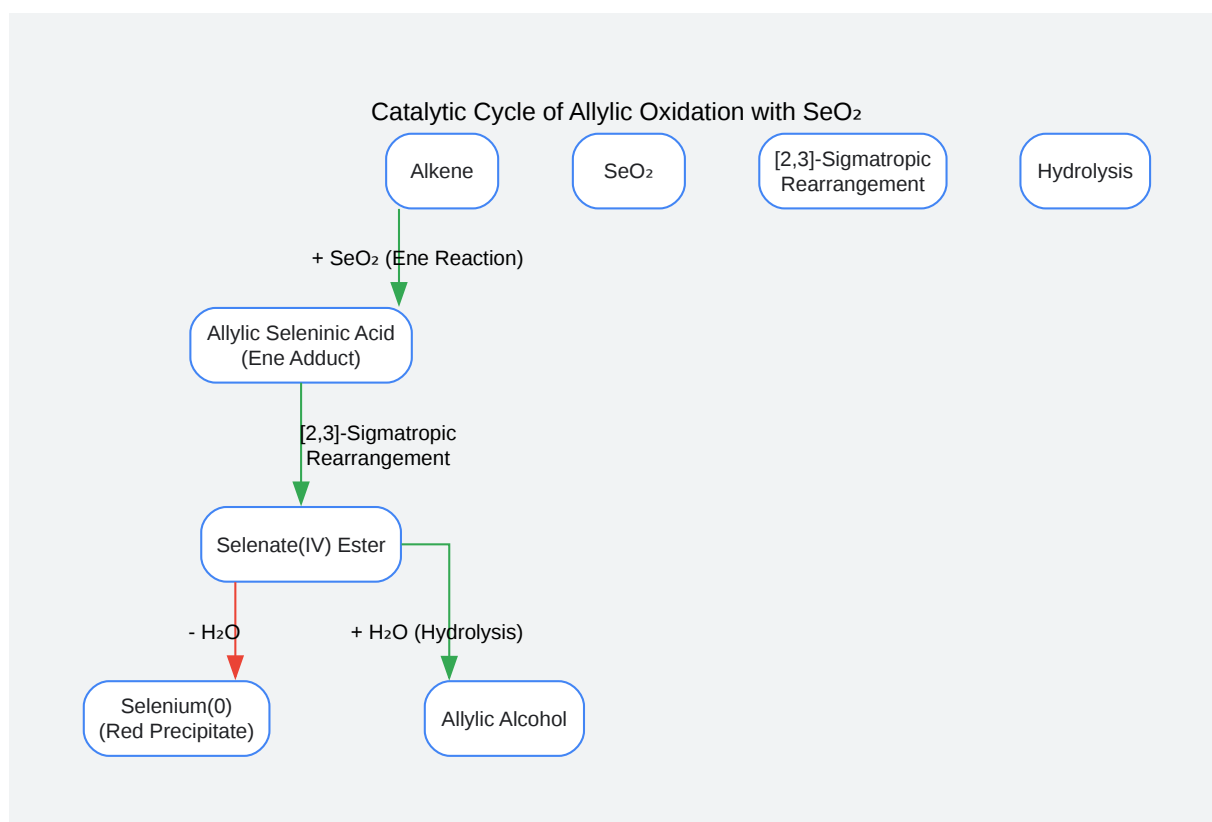 Catalytic Cycle of Allylic Oxidation with SeO₂
Alkene
SeO₂
[2,3]-Sigmatropic
Rearrangement
Hydrolysis
+ SeO₂ (Ene Reaction)
Allylic Seleninic Acid
(Ene Adduct)
[2,3]-Sigmatropic
Rearrangement
Selenate(IV) Ester
- H₂O
+ H₂O (Hydrolysis)
Selenium(0)
(Red Precipitate)
Allylic Alcohol